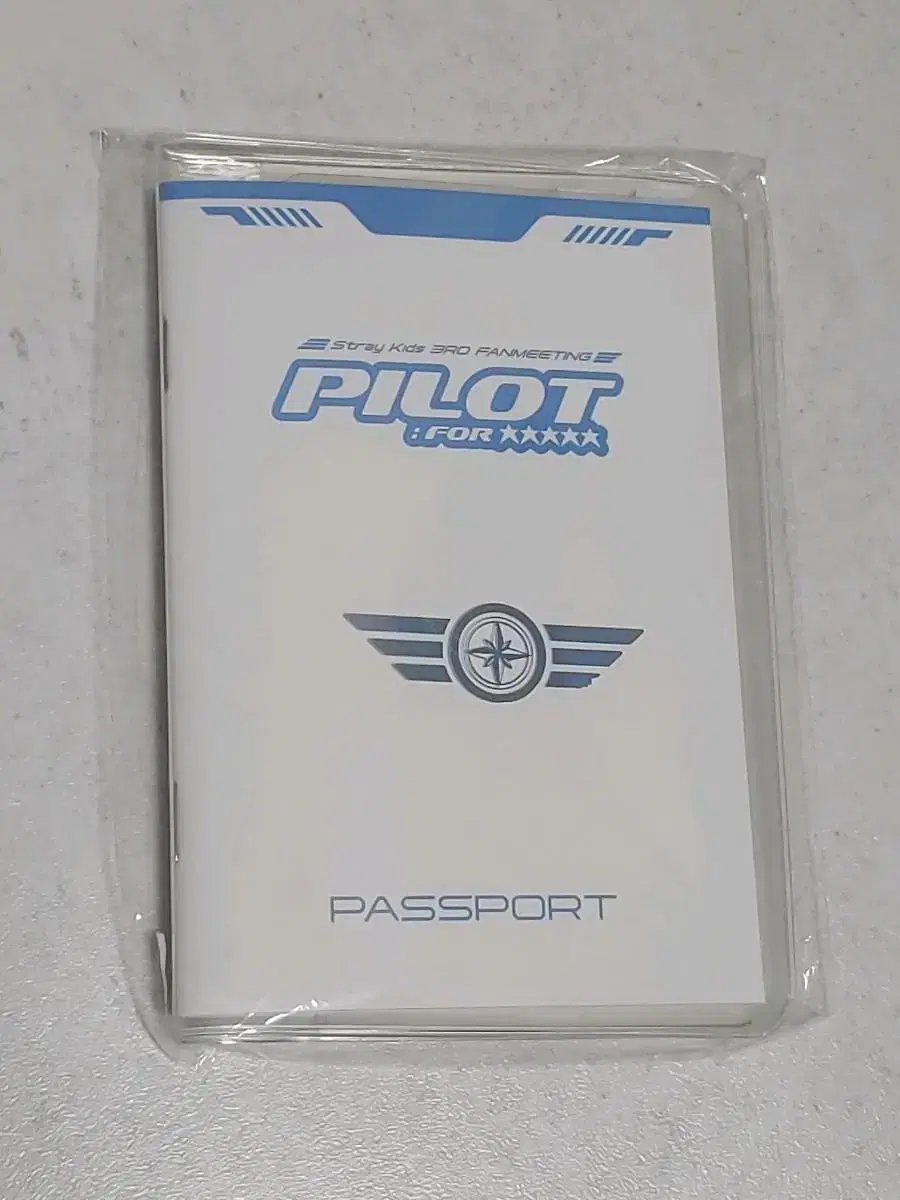 Stray Kids 3RD FANMEETING
PILOT
: FOR ★★★★★
PASSPORT